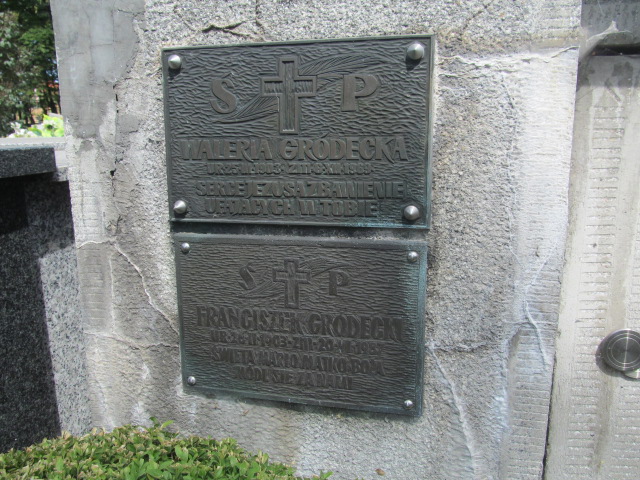 S P
WALERIA GRÓDECKA
SERCE JEZUSA ZBAWIENIE
UFAJĄCYCH W TOBIE
S P
FRANCISZEK GRÓDECKI
ŚWIĘTA MARIO MATKO BOŻA
MÓDL SIĘ ZA NAMI